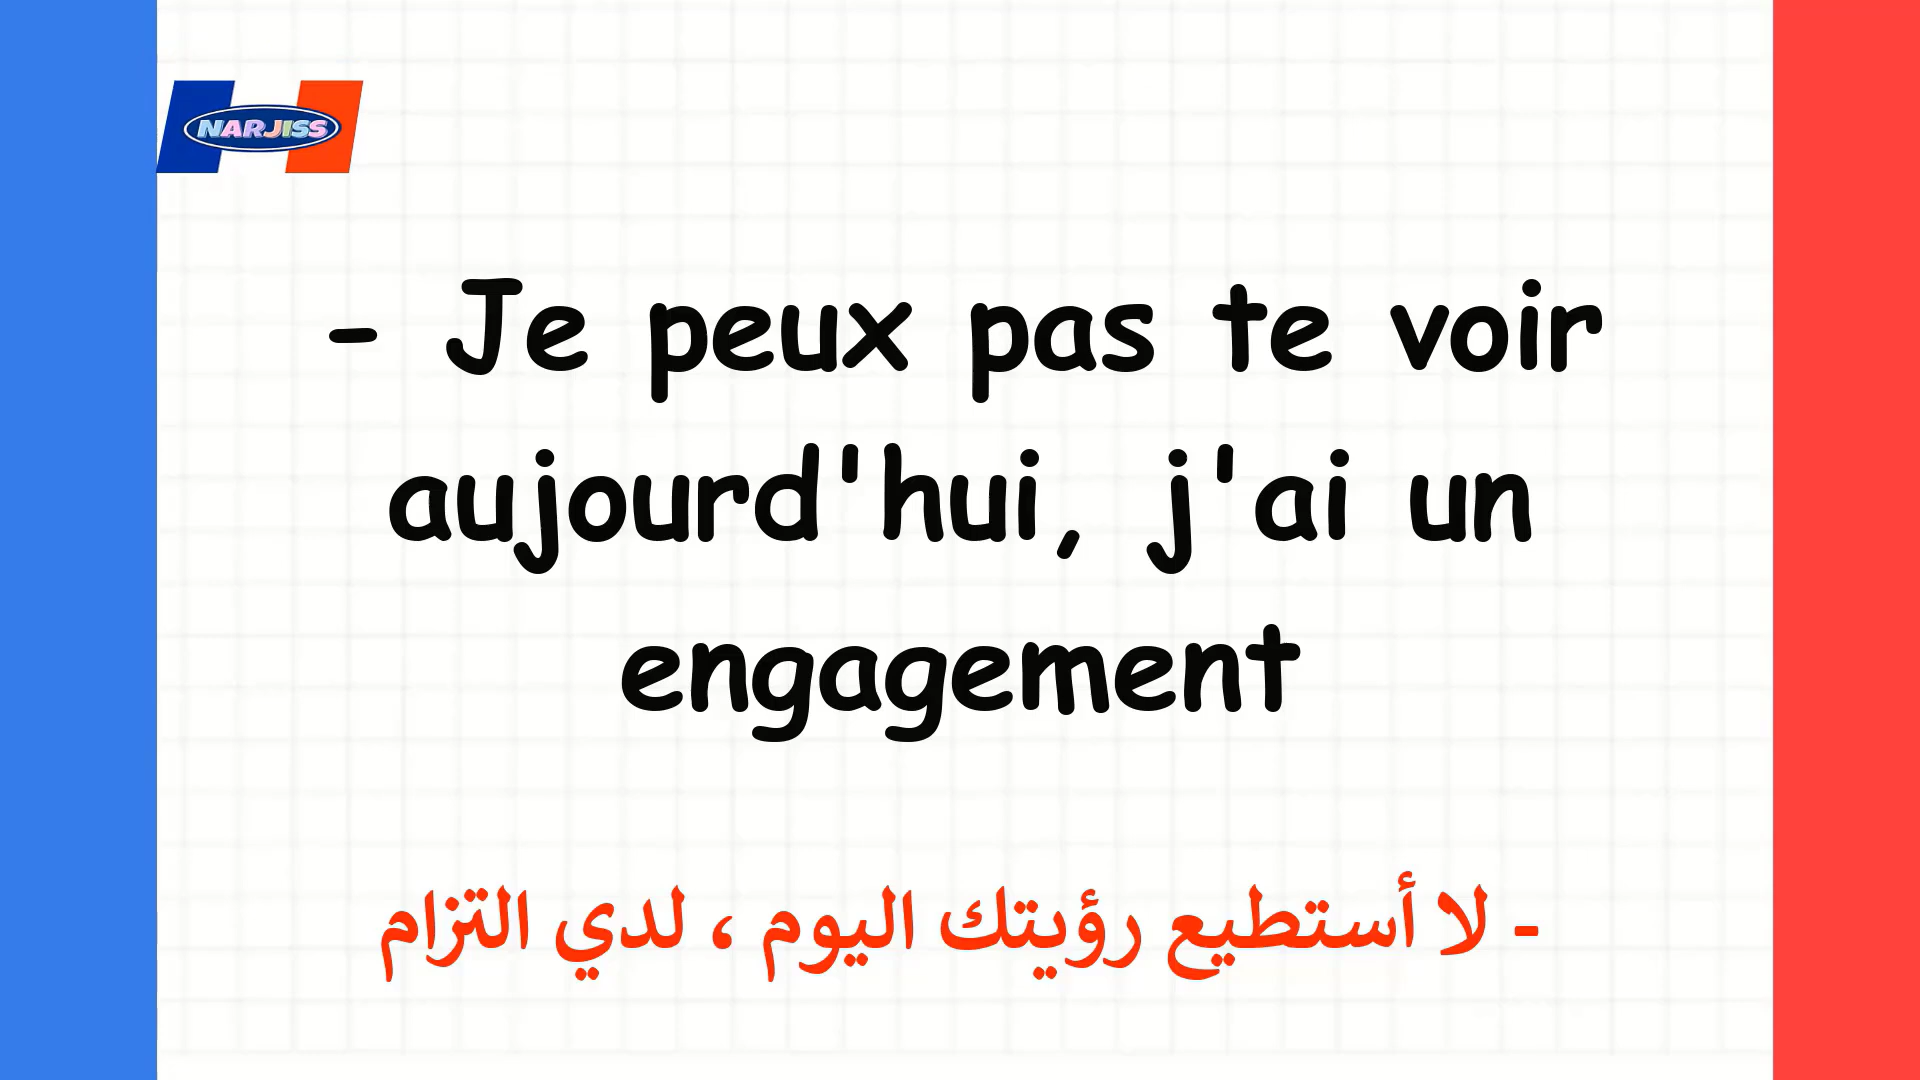 NARJISS
- Je peux pas te voir
aujourd'hui, j'ai un
engagement
- لا أستطيع رؤيتك اليوم ، لدي التزام